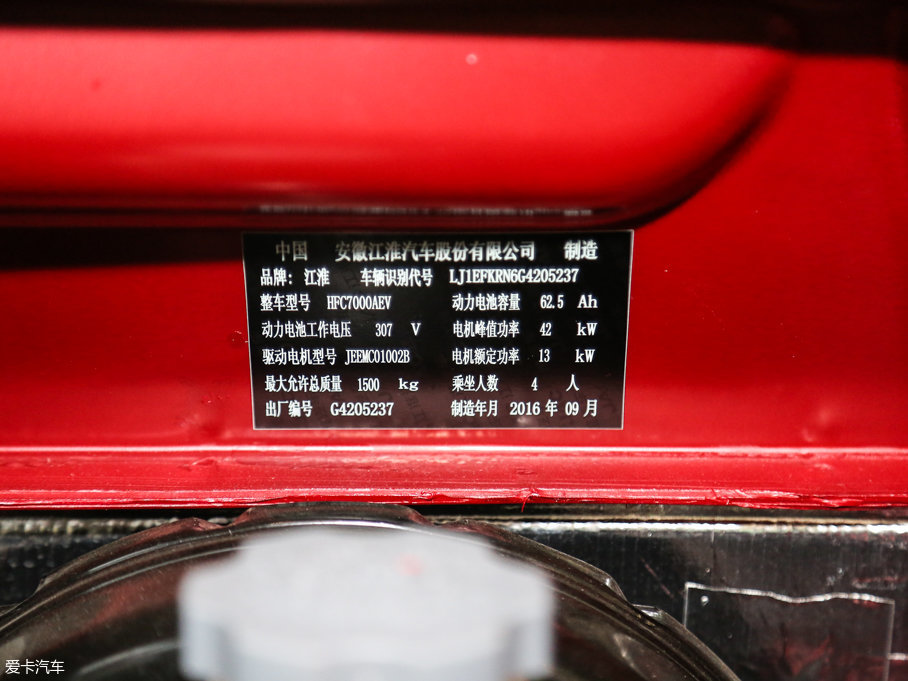 中国 安徽江淮汽车股份有限公司 制造
品牌: 江淮 车辆识别代号 LJ1EFKRN6G4205237
整车型号 HFC7000AEV 动力电池容量 62.5 Ah
动力电池工作电压 307 V 电机峰值功率 42 kW
驱动电机型号 JEEMC01002B 电机额定功率 13 kW
最大允许总质量 1500 kg 乘坐人数 4 人
出厂编号 G4205237 制造年月 2016 年 09 月
爱卡汽车